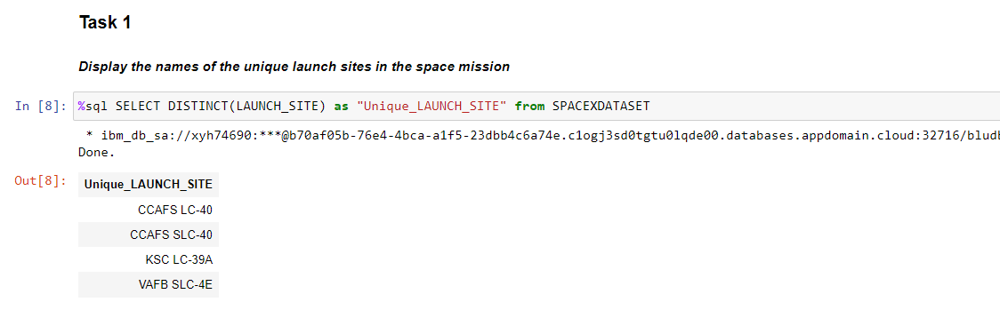 Task 1
Display the names of the unique launch sites in the space mission
In [8]: %sql SELECT DISTINCT(LAUNCH_SITE) as "Unique_LAUNCH_SITE" from SPACEXDATASET
* ibm_db_sa://xyh74690:***@b70af05b-76e4-4bca-a1f5-23dbb4c6a74e.c1ogj3sd0tgtu0lqde00.databases.appdomain.cloud:32716/bludb
Done.
Out[8]: Unique_LAUNCH_SITE
CCAFS LC-40
CCAFS SLC-40
KSC LC-39A
VAFB SLC-4E